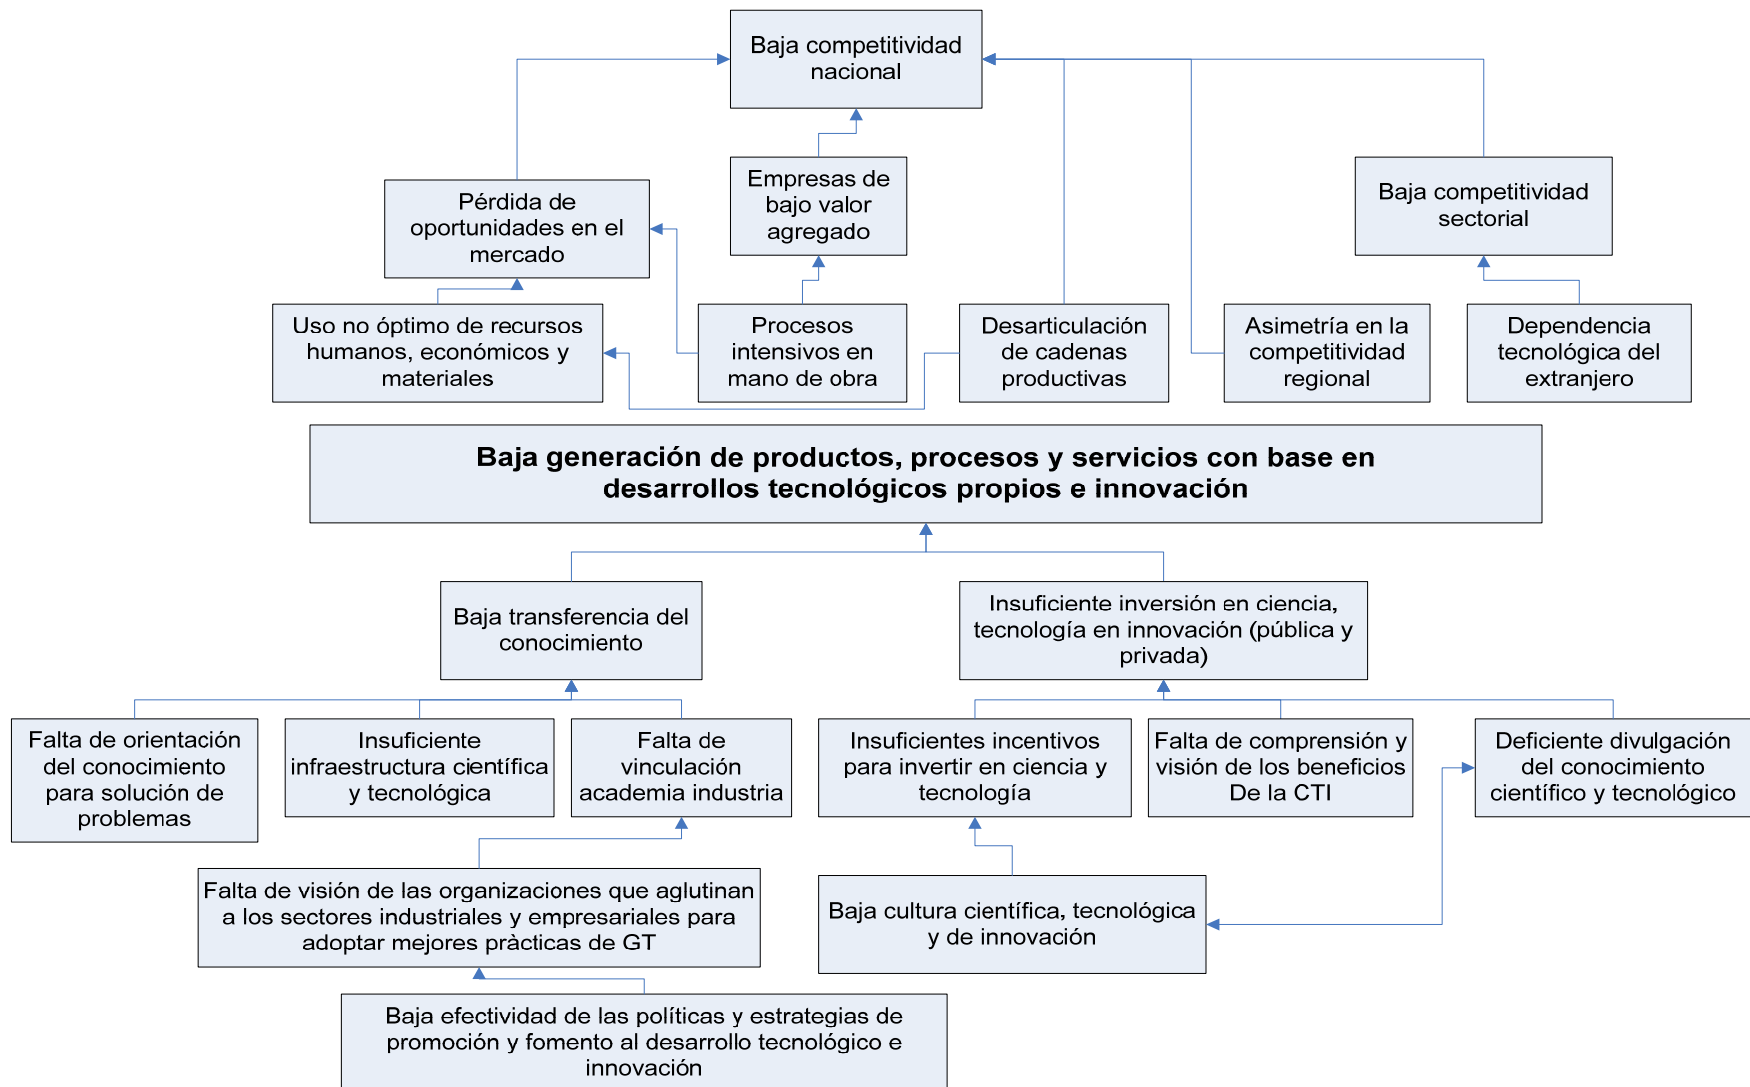 Baja competitividad
nacional
Pérdida de
oportunidades en el
mercado
Empresas de
bajo valor
agregado
Baja competitividad
sectorial
Uso no óptimo de recursos
humanos, económicos y
materiales
Procesos
intensivos en
mano de obra
Desarticulación
de cadenas
productivas
Asimetría en la
competitividad
regional
Dependencia
tecnológica del
extranjero
Baja generación de productos, procesos y servicios con base en
desarrollos tecnológicos propios e innovación
Baja transferencia del
conocimiento
Insuficiente inversión en ciencia,
tecnología en innovación (pública y
privada)
Falta de orientación
del conocimiento
para solución de
problemas
Insuficiente
infraestructura científica
y tecnológica
Falta de
vinculación
academia industria
Insuficientes incentivos
para invertir en ciencia y
tecnología
Falta de comprensión y
visión de los beneficios
De la CTI
Deficiente divulgación
del conocimiento
científico y tecnológico
Falta de visión de las organizaciones que aglutinan
a los sectores industriales y empresariales para
adoptar mejores pràcticas de GT
Baja cultura científica, tecnológica
y de innovación
Baja efectividad de las políticas y estrategias de
promoción y fomento al desarrollo tecnológico e
innovación